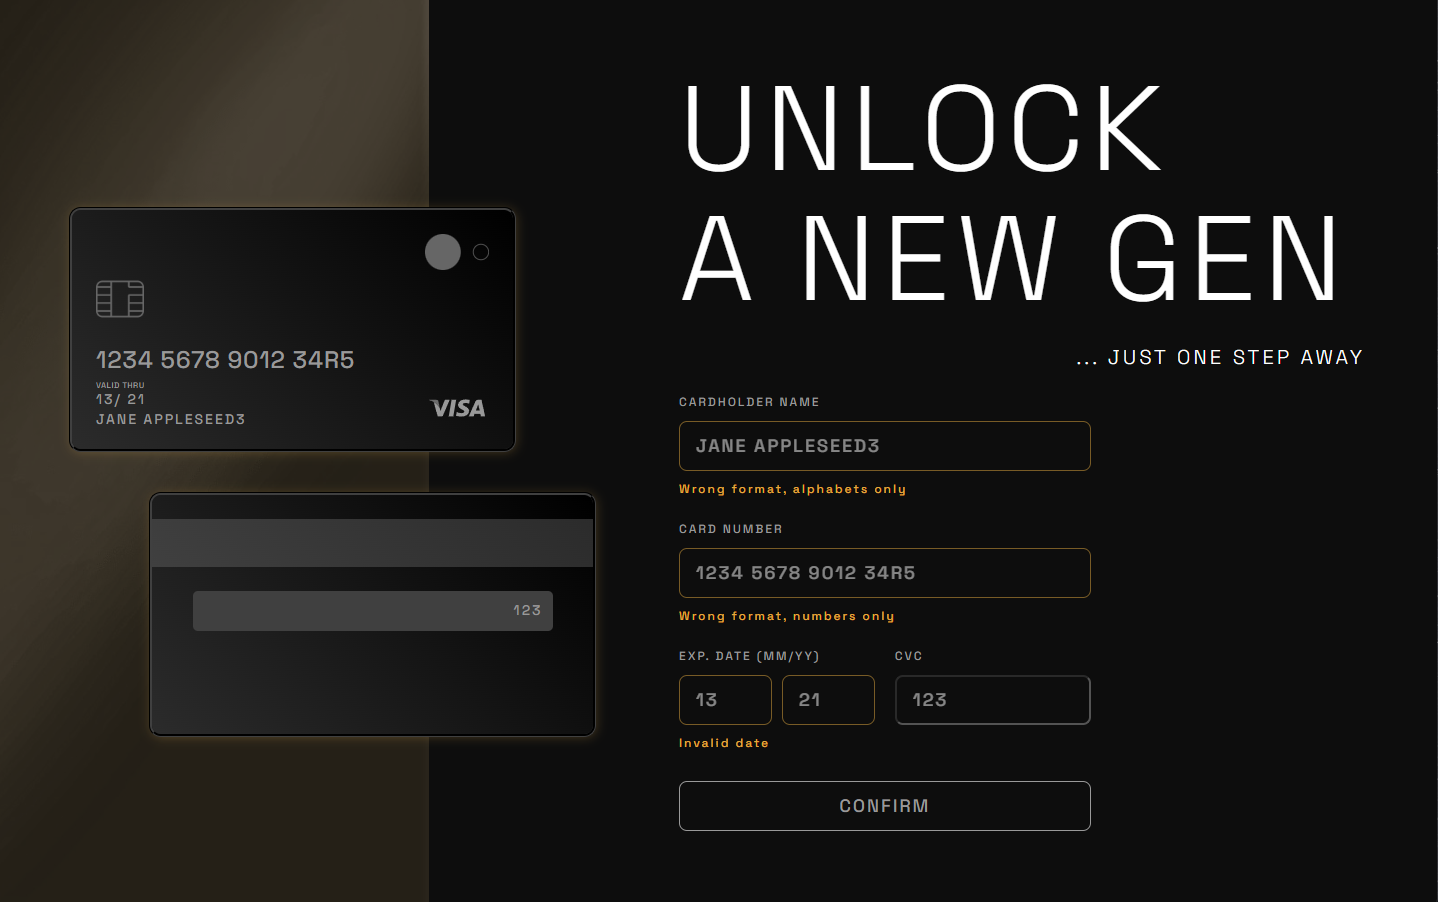 UNLOCK
A NEW GEN
... JUST ONE STEP AWAY
1234 5678 9012 34R5
VALID THRU
13/ 21
JANE APPLESEED3
VISA
123
CARDHOLDER NAME
JANE APPLESEED3
Wrong format, alphabets only
CARD NUMBER
1234 5678 9012 34R5
Wrong format, numbers only
EXP. DATE (MM/YY) CVC
13 21 123
Invalid date
CONFIRM